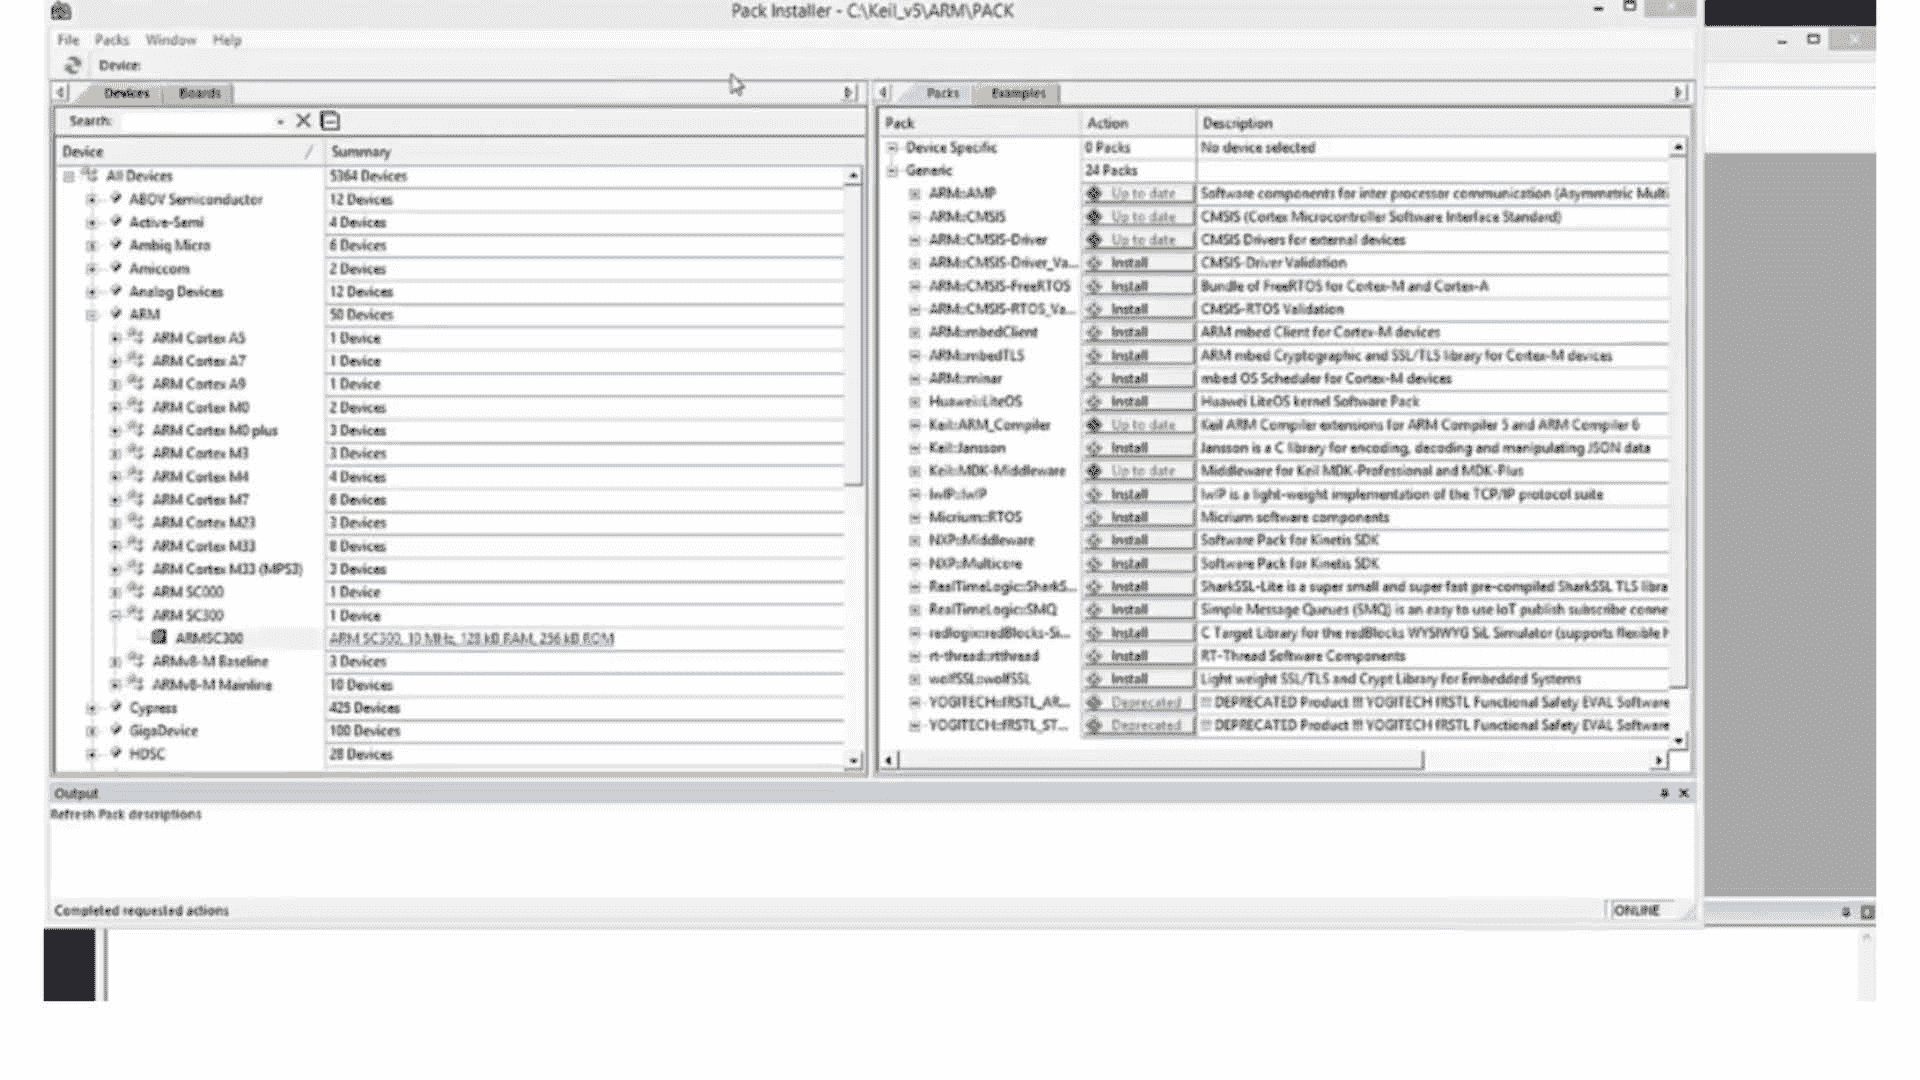 Pack Installer - C:\Keil_v5\ARM\PACK
File Packs Window Help
Device:
Devices Boards
Search:
Device / Summary
All Devices 5364 Devices
ABOV Semiconductor 12 Devices
Active-Semi 4 Devices
Ambiq Micro 6 Devices
Amiccom 2 Devices
Analog Devices 12 Devices
ARM 50 Devices
ARM Cortex A5 1 Device
ARM Cortex A7 1 Device
ARM Cortex A9 1 Device
ARM Cortex M0 2 Devices
ARM Cortex M0 plus 3 Devices
ARM Cortex M3 3 Devices
ARM Cortex M4 4 Devices
ARM Cortex M7 6 Devices
ARM Cortex M23 3 Devices
ARM Cortex M33 8 Devices
ARM Cortex M33 (MPS3) 3 Devices
ARM SC000 1 Device
ARM SC300 1 Device
ARMSC300 ARM SC300, 10 MHz, 128 kB RAM, 256 kB ROM
ARMv8-M Baseline 3 Devices
ARMv8-M Mainline 10 Devices
Cypress 425 Devices
GigaDevice 100 Devices
HDSC 28 Devices
Packs Examples
Pack Action Description
Device Specific 0 Packs No device selected
Generic 24 Packs
ARM::AMP Up to date Software components for inter processor communication (Asymmetric Multi
ARM::CMSIS Up to date CMSIS (Cortex Microcontroller Software Interface Standard)
ARM::CMSIS-Driver Up to date CMSIS Drivers for external devices
ARM::CMSIS-Driver_Va... Install CMSIS-Driver Validation
ARM::CMSIS-FreeRTOS Install Bundle of FreeRTOS for Cortex-M and Cortex-A
ARM::CMSIS-RTOS_Va... Install CMSIS-RTOS Validation
ARM::mbedClient Install ARM mbed Client for Cortex-M devices
ARM::mbedTLS Install ARM mbed Cryptographic and SSL/TLS library for Cortex-M devices
ARM::minar Install mbed OS Scheduler for Cortex-M devices
Huawei::LiteOS Install Huawei LiteOS kernel Software Pack
Keil::ARM_Compiler Up to date Keil ARM Compiler extensions for ARM Compiler 5 and ARM Compiler 6
Keil::Jansson Install Jansson is a C library for encoding, decoding and manipulating JSON data
Keil::MDK-Middleware Up to date Middleware for Keil MDK-Professional and MDK-Plus
lwIP::lwIP Install lwIP is a light-weight implementation of the TCP/IP protocol suite
Micrium::RTOS Install Micrium software components
NXP::Middleware Install Software Pack for Kinetis SDK
NXP::Multicore Install Software Pack for Kinetis SDK
RealTimeLogic::SharkS... Install SharkSSL-Lite is a super small and super fast pre-compiled SharkSSL TLS libra
RealTimeLogic::SMQ Install Simple Message Queues (SMQ) is an easy to use IoT publish subscribe conne
redlogix::redBlocks-Si... Install C Target Library for the redBlocks WYSIWYG SiL Simulator (supports flexible h
rt-thread::rtthread Install RT-Thread Software Components
wolfSSL::wolfSSL Install Light weight SSL/TLS and Crypt Library for Embedded Systems
YOGITECH::fRSTL_AR... Deprecated !!! DEPRECATED Product !!! YOGITECH fRSTL Functional Safety EVAL Software
YOGITECH::fRSTL_ST... Deprecated !!! DEPRECATED Product !!! YOGITECH fRSTL Functional Safety EVAL Software
Output
Refresh Pack descriptions
Completed requested actions
ONLINE